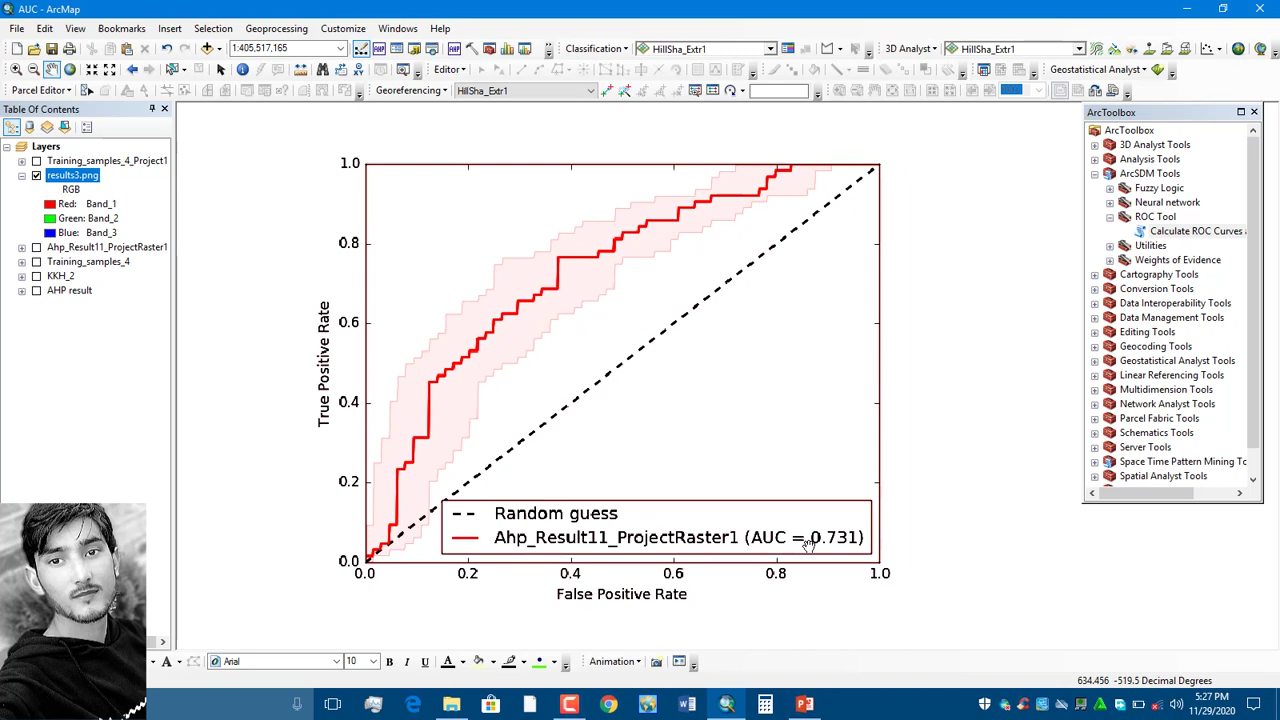 AUC - ArcMap
File Edit View Bookmarks Insert Selection Geoprocessing Customize Windows Help
1:405,517,165 Classification HillSha_Extr1 3D Analyst HillSha_Extr1
Editor Geostatistical Analyst
Parcel Editor Georeferencing HillSha_Extr1
Table Of Contents
Layers
Training_samples_4_Project1
results3.png
RGB
Red: Band_1
Green: Band_2
Blue: Band_3
Ahp_Result11_ProjectRaster1
Training_samples_4
KKH_2
AHP result
1.0
0.8
0.6
0.4
0.2
0.0
True Positive Rate
Random guess
Ahp_Result11_ProjectRaster1 (AUC = 0.731)
0.0 0.2 0.4 0.6 0.8 1.0
False Positive Rate
ArcToolbox
ArcToolbox
3D Analyst Tools
Analysis Tools
ArcSDM Tools
Fuzzy Logic
Neural network
ROC Tool
Calculate ROC Curves
Utilities
Weights of Evidence
Cartography Tools
Conversion Tools
Data Interoperability Tools
Data Management Tools
Editing Tools
Geocoding Tools
Geostatistical Analyst Tools
Linear Referencing Tools
Multidimension Tools
Network Analyst Tools
Parcel Fabric Tools
Schematics Tools
Server Tools
Space Time Pattern Mining To
Spatial Analyst Tools
A Arial 10 B I U A Animation
634.456 -519.5 Decimal Degrees
5:27 PM
11/29/2020